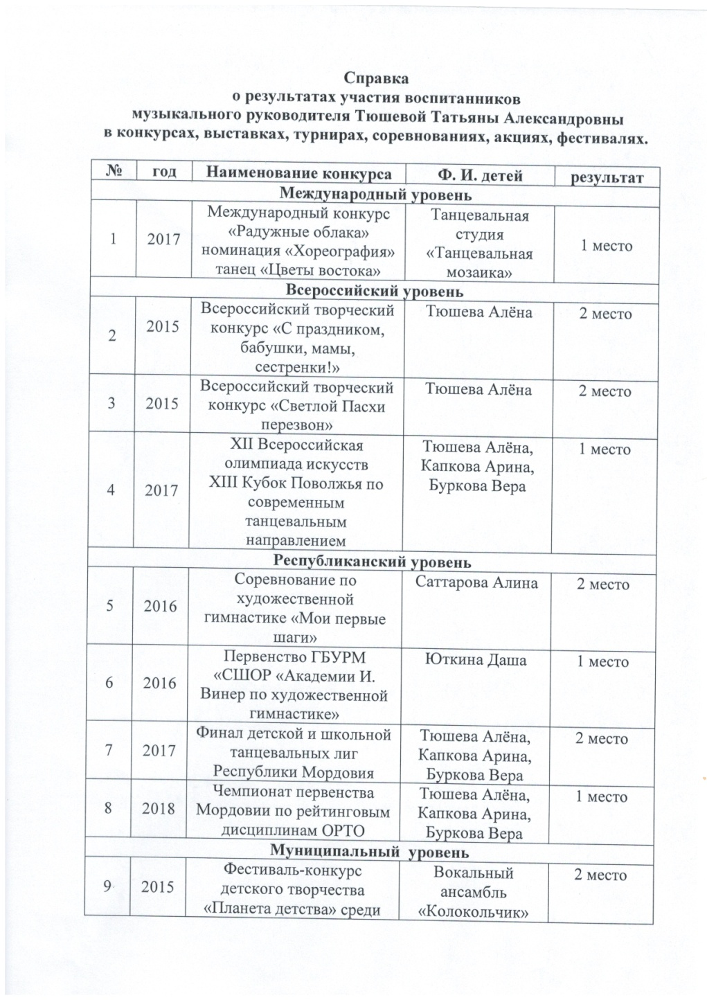 Справка
о результатах участия воспитанников
музыкального руководителя Тюшевой Татьяны Александровны
в конкурсах, выставках, турнирах, соревнованиях, акциях, фестивалях.
№ год Наименование конкурса Ф. И. детей результат
Международный уровень
1 2017 Международный конкурс
«Радужные облака»
номинация «Хореография»
танец «Цветы востока»
Танцевальная
студия
«Танцевальная
мозаика»
1 место
Всероссийский уровень
2 2015 Всероссийский творческий
конкурс «С праздником,
бабушки, мамы,
сестренки!»
Тюшева Алёна 2 место
3 2015 Всероссийский творческий
конкурс «Светлой Пасхи
перезвон»
Тюшева Алёна 2 место
4 2017 XII Всероссийская
олимпиада искусств
XIII Кубок Поволжья по
современным
танцевальным
направлением
Тюшева Алёна,
Капкова Арина,
Буркова Вера
1 место
Республиканский уровень
5 2016 Соревнование по
художественной
гимнастике «Мои первые
шаги»
Саттарова Алина 2 место
6 2016 Первенство ГБУРМ
«СШОР «Академии И.
Винер по художественной
гимнастике»
Юткина Даша 1 место
7 2017 Финал детской и школьной
танцевальных лиг
Республики Мордовия
Тюшева Алёна,
Капкова Арина,
Буркова Вера
2 место
8 2018 Чемпионат первенства
Мордовии по рейтинговым
дисциплинам ОРТО
Тюшева Алёна,
Капкова Арина,
Буркова Вера
1 место
Муниципальный уровень
9 2015 Фестиваль-конкурс
детского творчества
«Планета детства» среди
Вокальный
ансамбль
«Колокольчик»
2 место